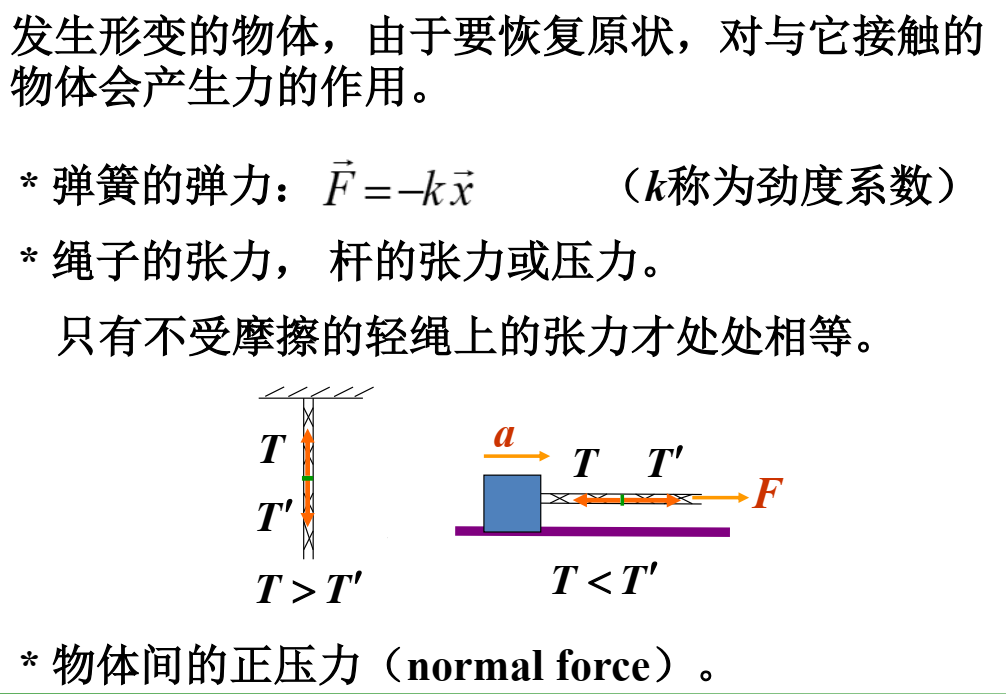 发生形变的物体，由于要恢复原状，对与它接触的
物体会产生力的作用。
* 弹簧的弹力： F⃗ = −k x⃗ （k称为劲度系数）
* 绳子的张力， 杆的张力或压力。
只有不受摩擦的轻绳上的张力才处处相等。
T
T′
T > T′
a
T T′
F
T < T′
* 物体间的正压力（normal force）。